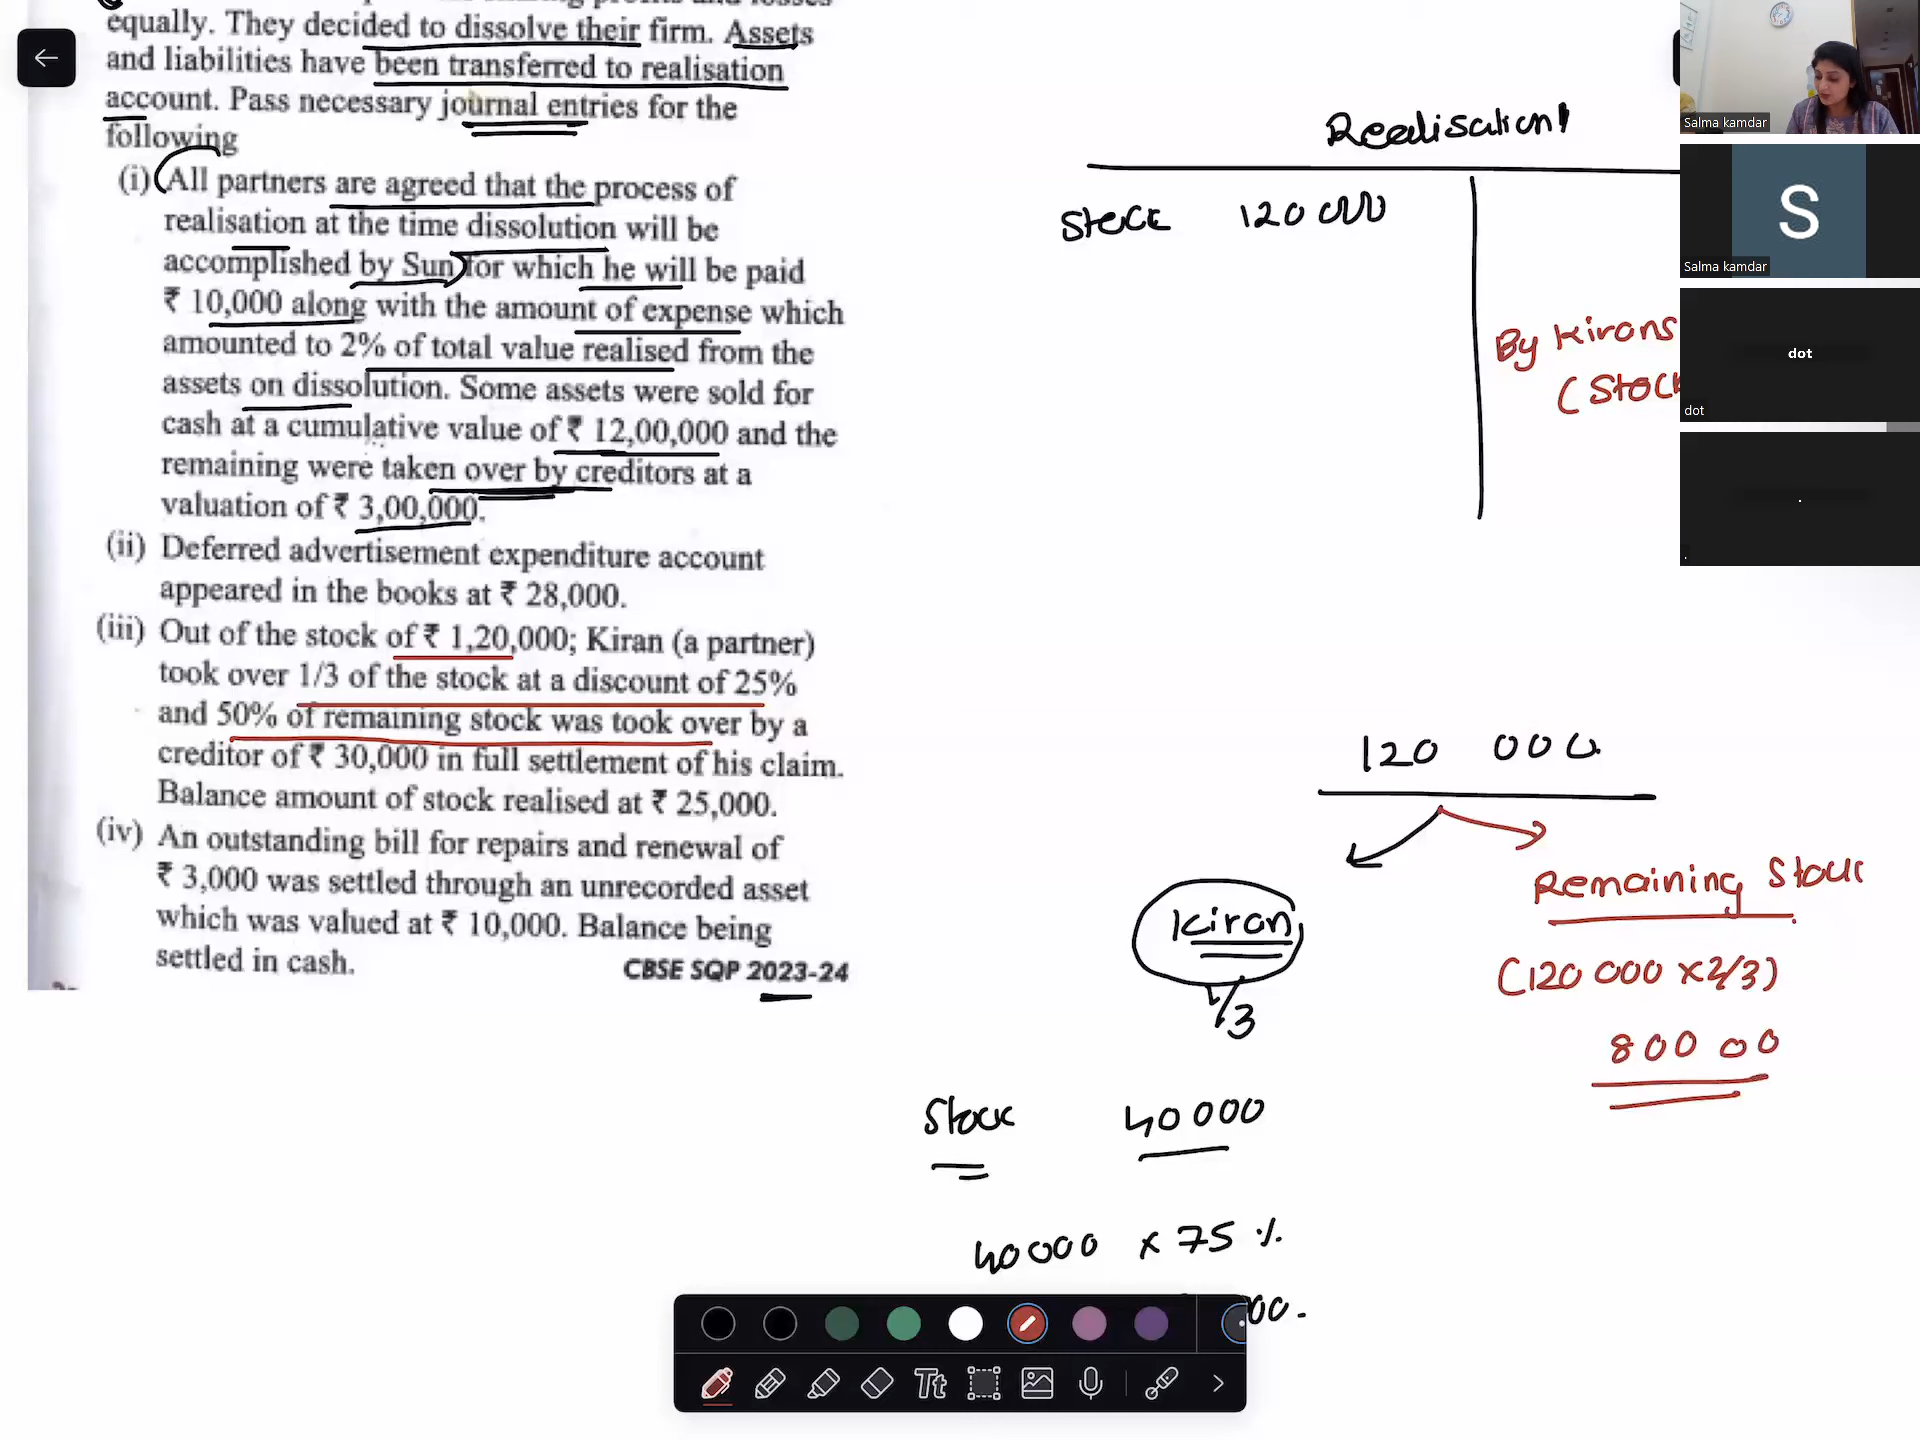 equally. They decided to dissolve their firm. Assets
and liabilities have been transferred to realisation
account. Pass necessary journal entries for the
following
(i) All partners are agreed that the process of
realisation at the time dissolution will be
accomplished by Sun for which he will be paid
₹ 10,000 along with the amount of expense which
amounted to 2% of total value realised from the
assets on dissolution. Some assets were sold for
cash at a cumulative value of ₹ 12,00,000 and the
remaining were taken over by creditors at a
valuation of ₹ 3,00,000.
(ii) Deferred advertisement expenditure account
appeared in the books at ₹ 28,000.
(iii) Out of the stock of ₹ 1,20,000; Kiran (a partner)
took over 1/3 of the stock at a discount of 25%
and 50% of remaining stock was took over by a
creditor of ₹ 30,000 in full settlement of his claim.
Balance amount of stock realised at ₹ 25,000.
(iv) An outstanding bill for repairs and renewal of
₹ 3,000 was settled through an unrecorded asset
which was valued at ₹ 10,000. Balance being
settled in cash.
CBSE SQP 2023-24
Realisation
Stock 120 000
By Kirans
(Stock
120 000
Kiran
1/3
Remaining Stock
(120 000 x 2/3)
800 00
Stock 40 000
40 000 x 75 %
00.
Tt
Salma kamdar
S
Salma kamdar
dot
dot
.
.